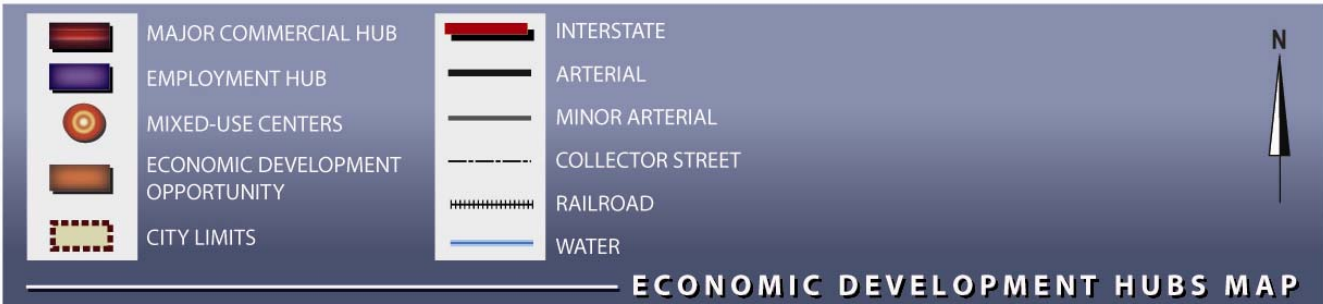 MAJOR COMMERCIAL HUB
EMPLOYMENT HUB
MIXED-USE CENTERS
ECONOMIC DEVELOPMENT
OPPORTUNITY
CITY LIMITS
INTERSTATE
ARTERIAL
MINOR ARTERIAL
COLLECTOR STREET
RAILROAD
WATER
N
ECONOMIC DEVELOPMENT HUBS MAP